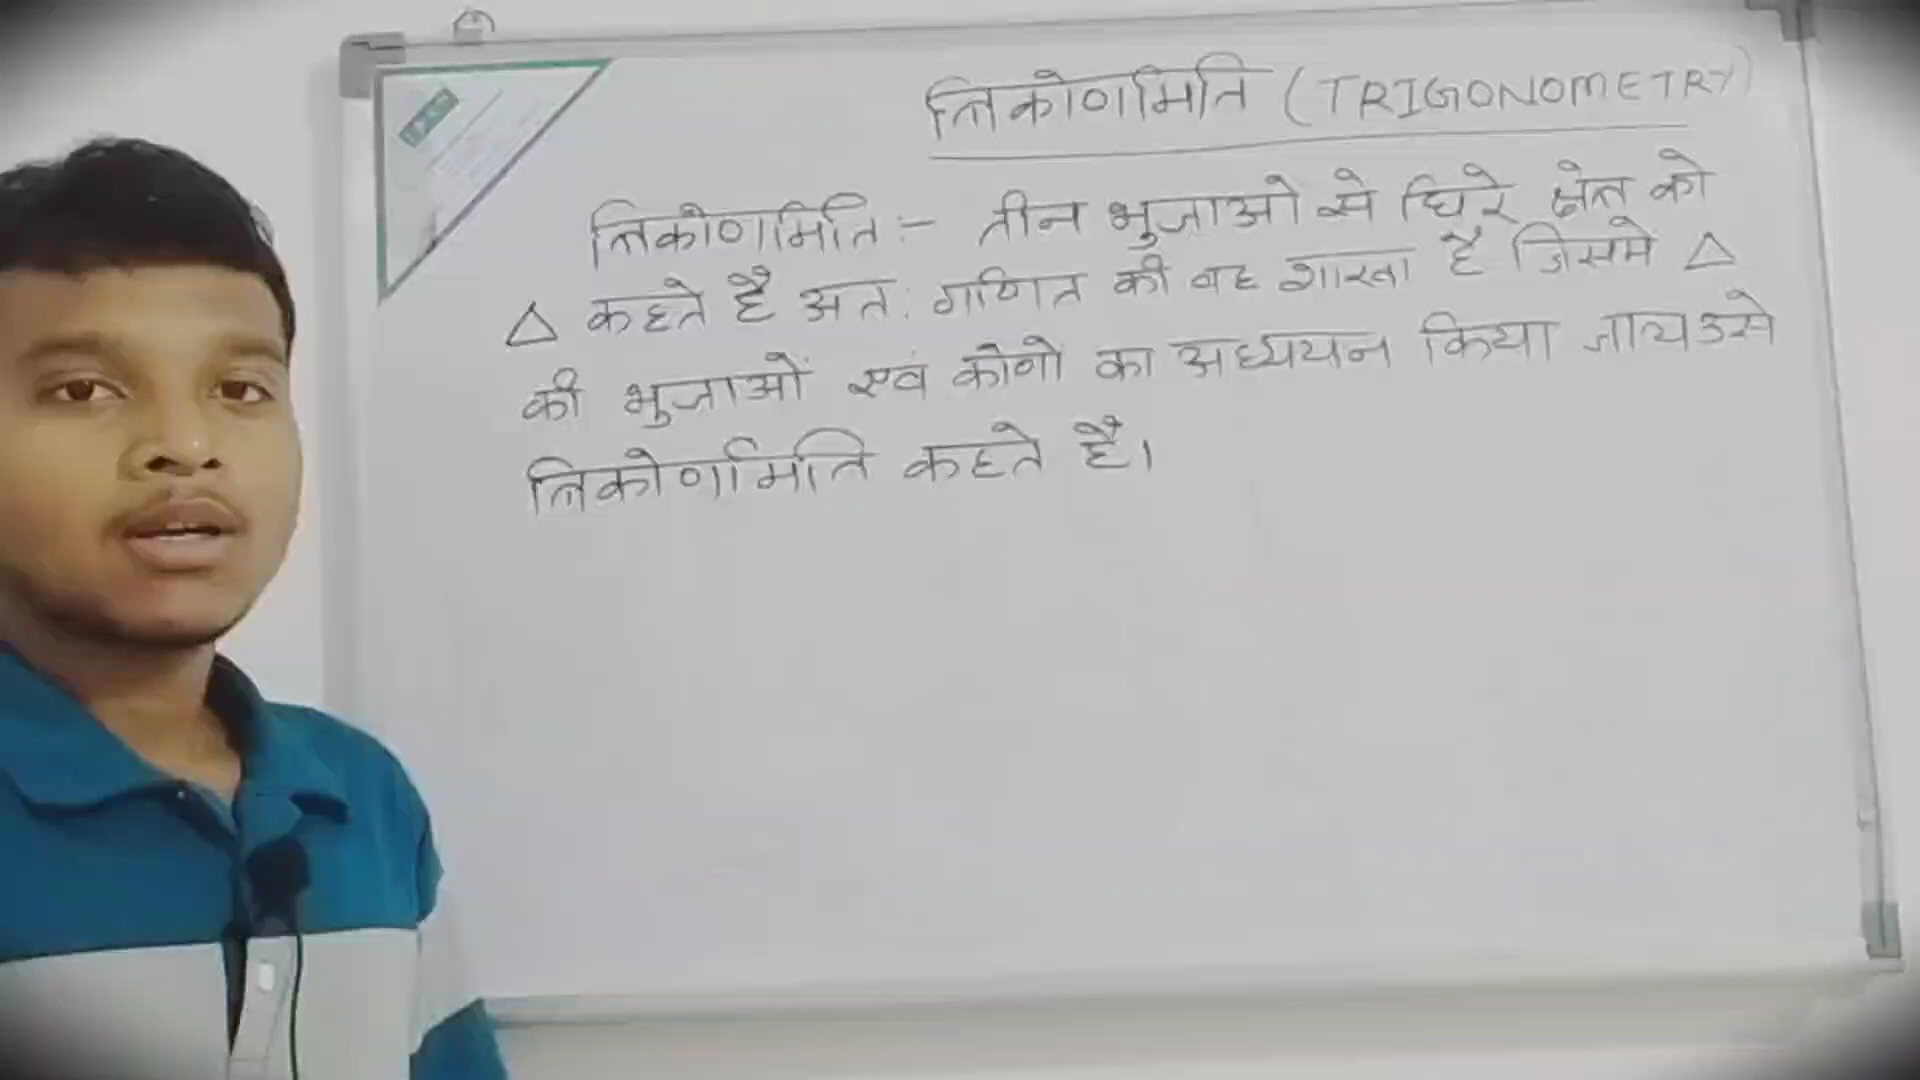 त्रिकोणमिति (TRIGONOMETRY)
त्रिकोणमिति :- तीन भुजाओ से घिरे क्षेत्र को
△ कहते है अत: गणित की वह शाखा है जिसमे △
की भुजाओं एवं कोणो का अध्ययन किया जाय उसे
त्रिकोणमिति कहते है।